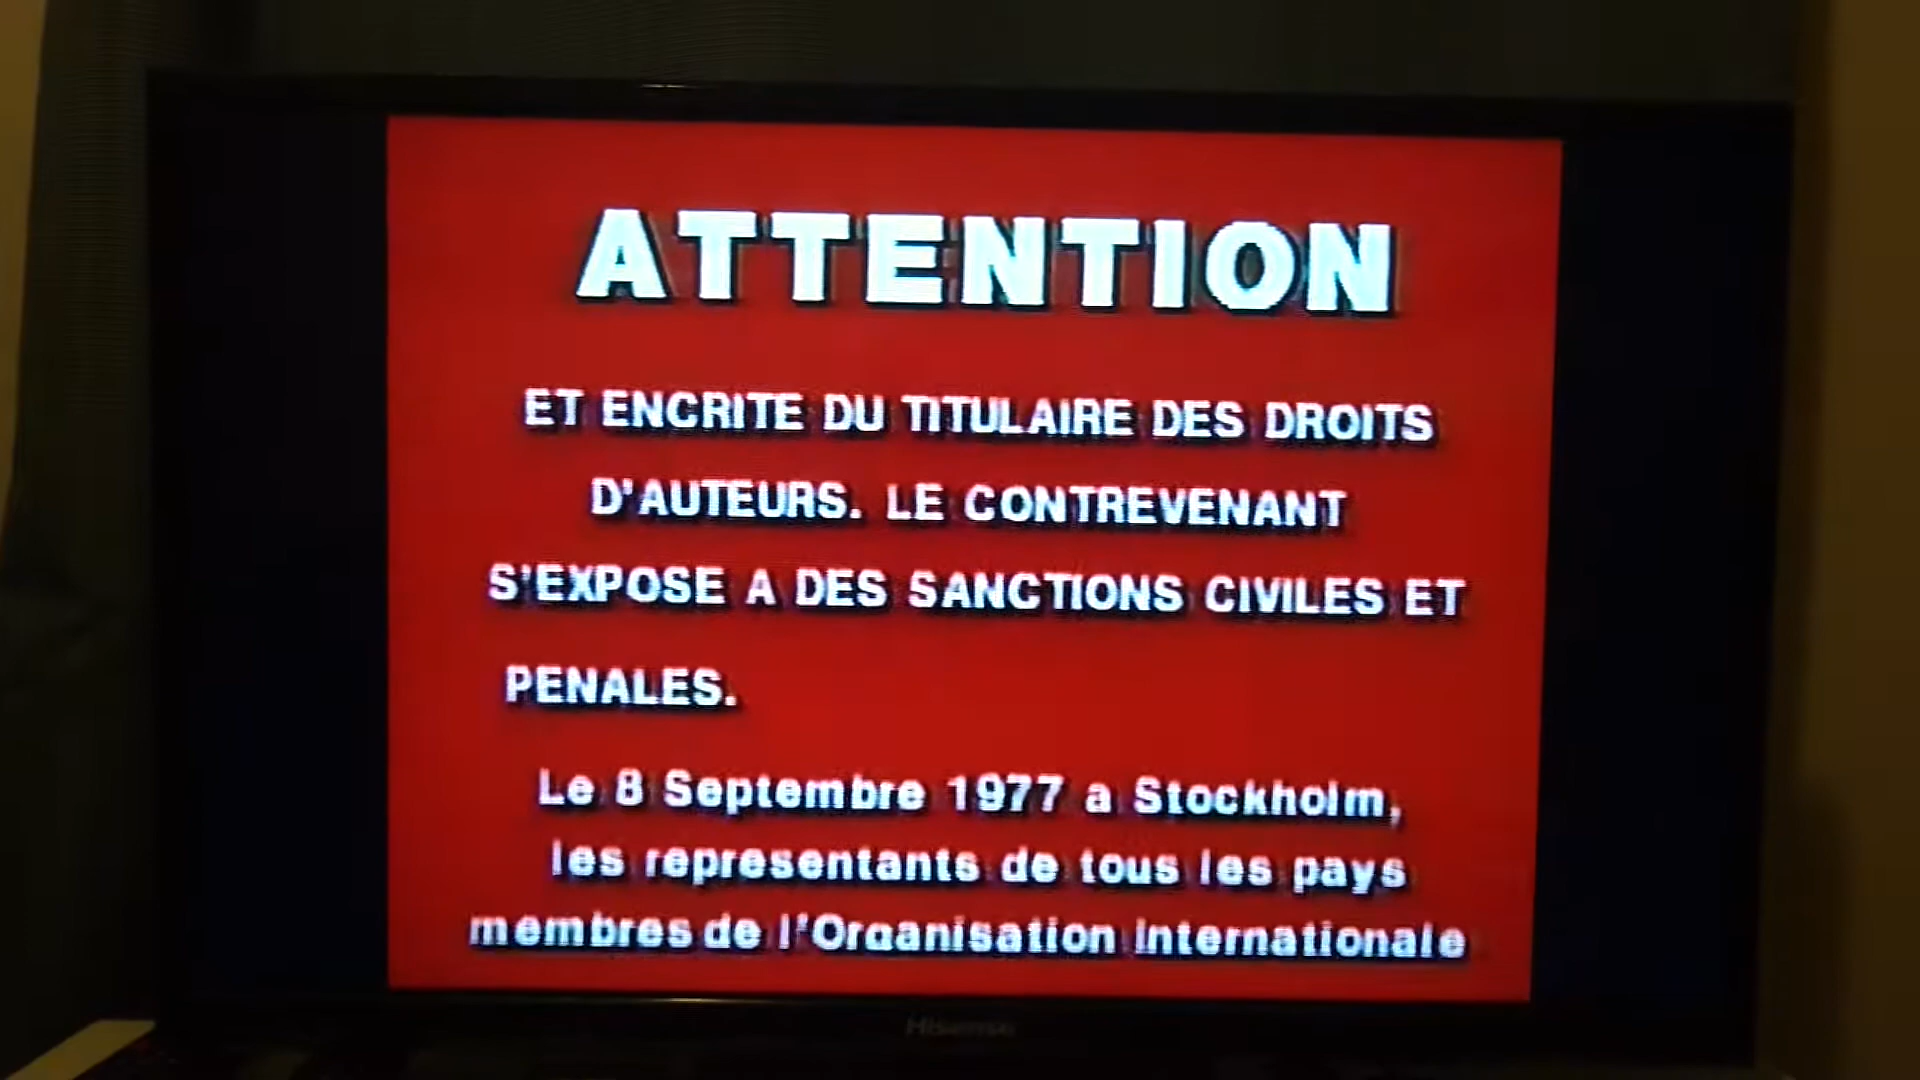 ATTENTION
ET ENCRITE DU TITULAIRE DES DROITS
D'AUTEURS. LE CONTREVENANT
S'EXPOSE A DES SANCTIONS CIVILES ET
PENALES.
Le 8 Septembre 1977 a Stockholm,
les representants de tous les pays
membres de l'Organisation Internationale
Hisense